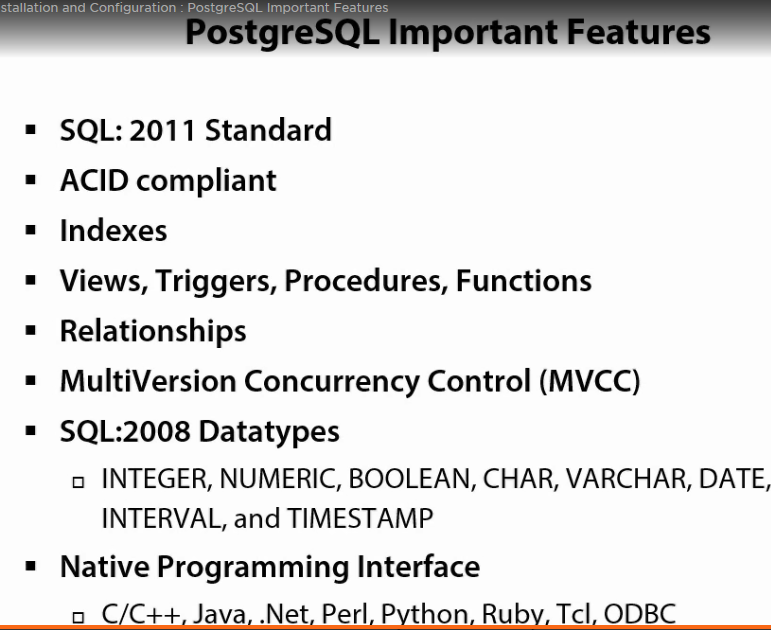 stallation and Configuration : PostgreSQL Important Features
PostgreSQL Important Features
▪ SQL: 2011 Standard
▪ ACID compliant
▪ Indexes
▪ Views, Triggers, Procedures, Functions
▪ Relationships
▪ MultiVersion Concurrency Control (MVCC)
▪ SQL:2008 Datatypes
▫ INTEGER, NUMERIC, BOOLEAN, CHAR, VARCHAR, DATE,
INTERVAL, and TIMESTAMP
▪ Native Programming Interface
▫ C/C++, Java, .Net, Perl, Python, Ruby, Tcl, ODBC